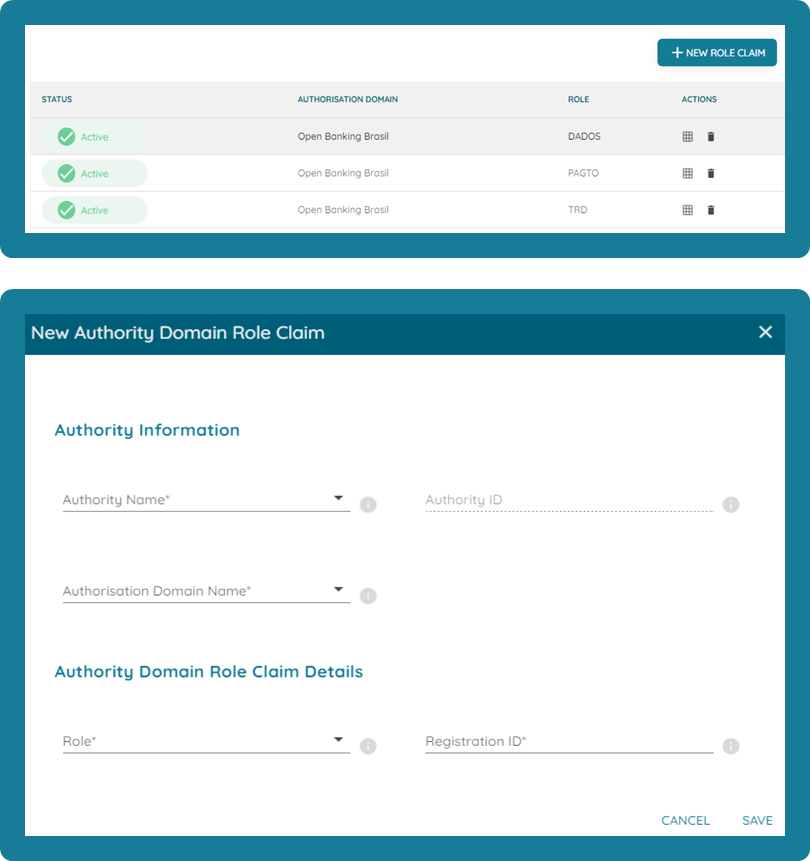 + NEW ROLE CLAIM
STATUS AUTHORISATION DOMAIN ROLE ACTIONS
Active Open Banking Brasil DADOS
Active Open Banking Brasil PAGTO
Active Open Banking Brasil TRD
New Authority Domain Role Claim
Authority Information
Authority Name* Authority ID
Authorisation Domain Name*
Authority Domain Role Claim Details
Role* Registration ID*
CANCEL SAVE